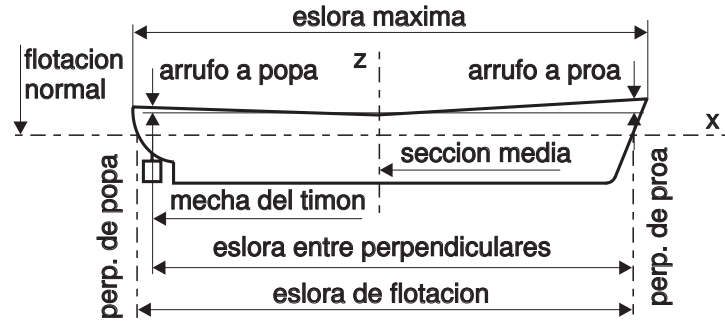 eslora maxima
flotacion
normal
z
arrufo a popa
arrufo a proa
x
seccion media
mecha del timon
perp. de popa
perp. de proa
eslora entre perpendiculares
eslora de flotacion